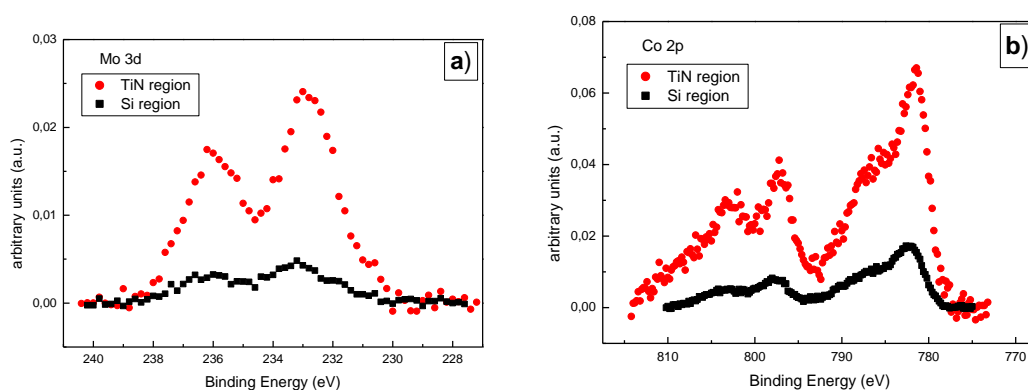 Mo 3d
a)
TiN region
Si region
arbitrary units (a.u.)
0,03
0,02
0,01
0,00
240
238
236
234
232
230
228
Binding Energy (eV)
Co 2p
b)
TiN region
Si region
arbitrary units (a.u.)
0,08
0,06
0,04
0,02
0,00
810
800
790
780
770
Binding Energy (eV)